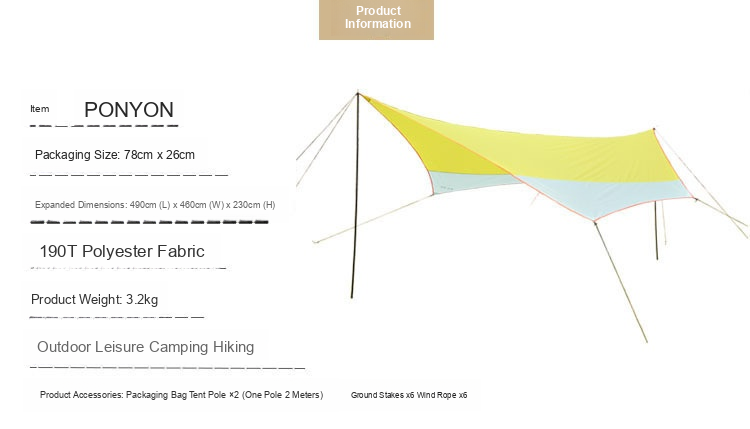 Product
Information
Item PONYON
Packaging Size: 78cm x 26cm
Expanded Dimensions: 490cm (L) x 460cm (W) x 230cm (H)
190T Polyester Fabric
Product Weight: 3.2kg
Outdoor Leisure Camping Hiking
Product Accessories: Packaging Bag Tent Pole ×2 (One Pole 2 Meters) Ground Stakes x6 Wind Rope x6